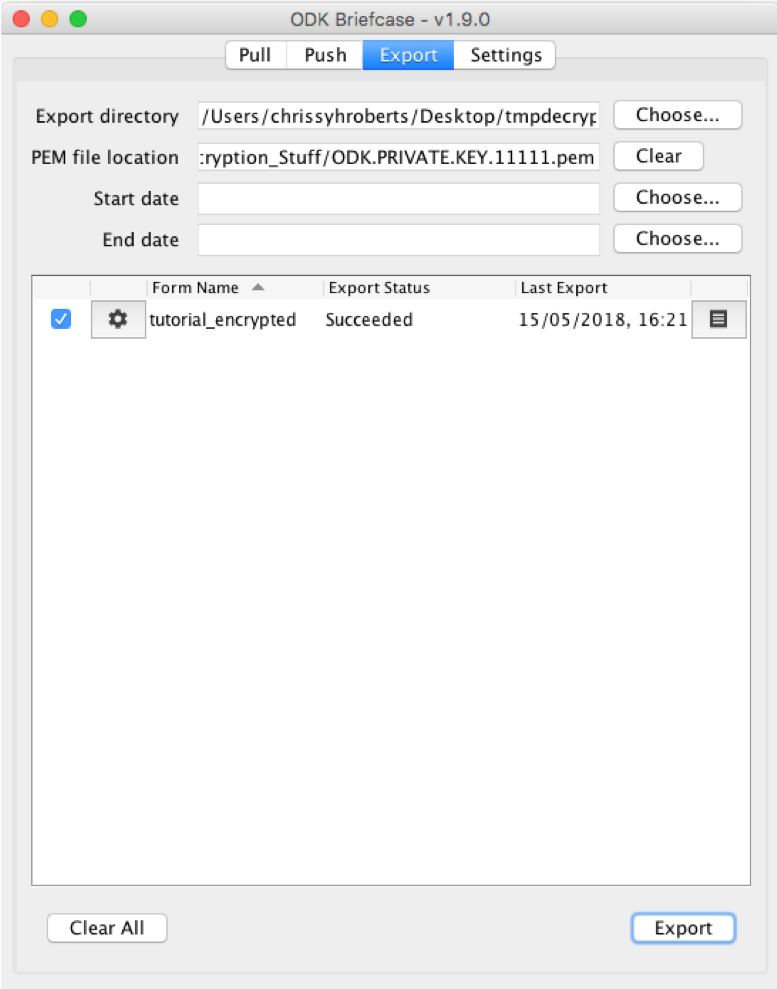 ODK Briefcase - v1.9.0
Pull Push Export Settings
Export directory /Users/chrissyhroberts/Desktop/tmpdecryp Choose...
PEM file location :ryption_Stuff/ODK.PRIVATE.KEY.11111.pem Clear
Start date Choose...
End date Choose...
Form Name Export Status Last Export
tutorial_encrypted Succeeded 15/05/2018, 16:21
Clear All Export